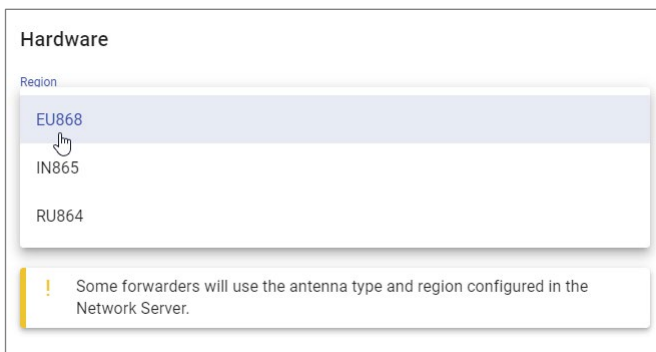 Hardware
Region
EU868
IN865
RU864
! Some forwarders will use the antenna type and region configured in the
Network Server.